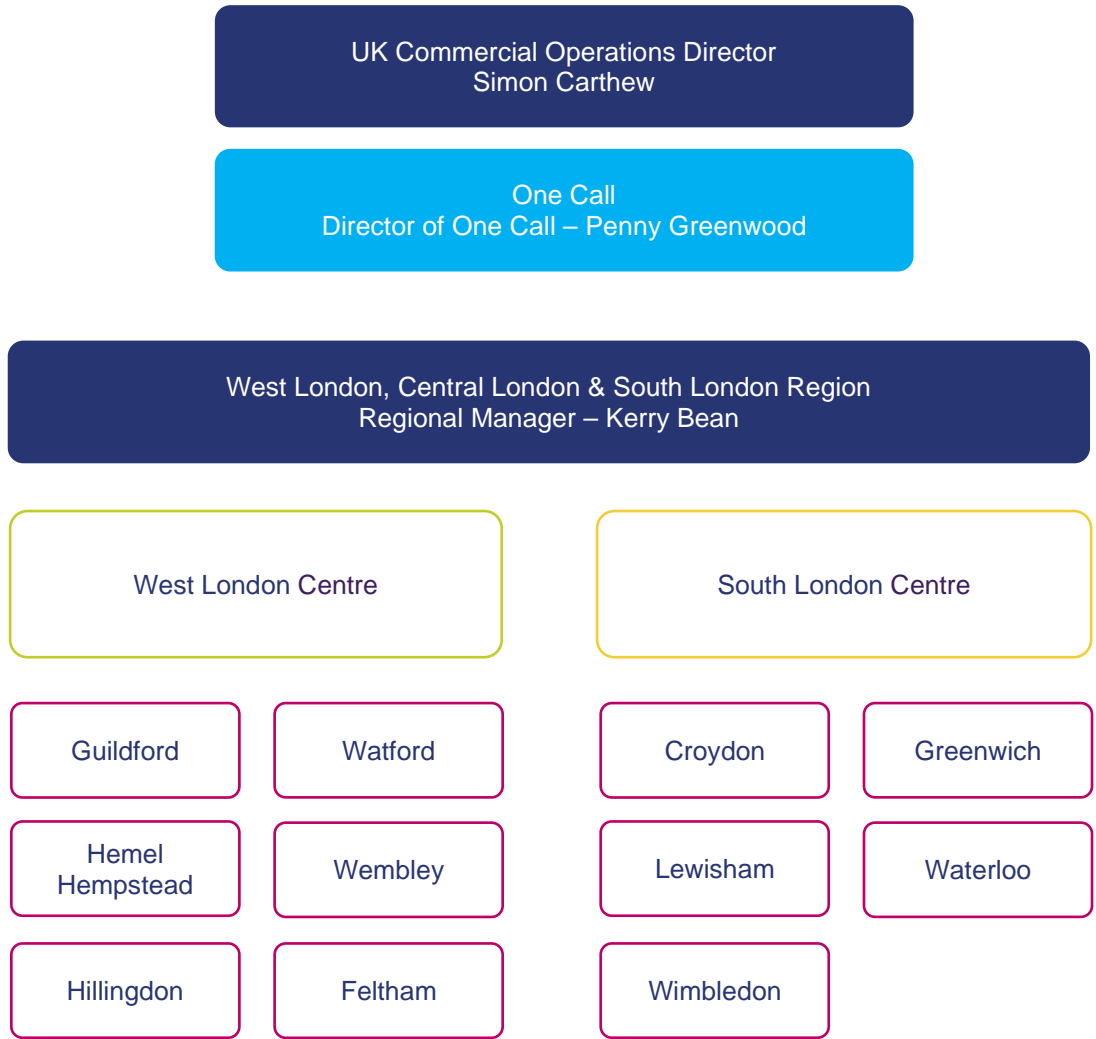 UK Commercial Operations Director
Simon Carthew
One Call
Director of One Call – Penny Greenwood
West London, Central London & South London Region
Regional Manager – Kerry Bean
West London Centre
South London Centre
Guildford
Watford
Croydon
Greenwich
Hemel
Hempstead
Wembley
Lewisham
Waterloo
Hillingdon
Feltham
Wimbledon